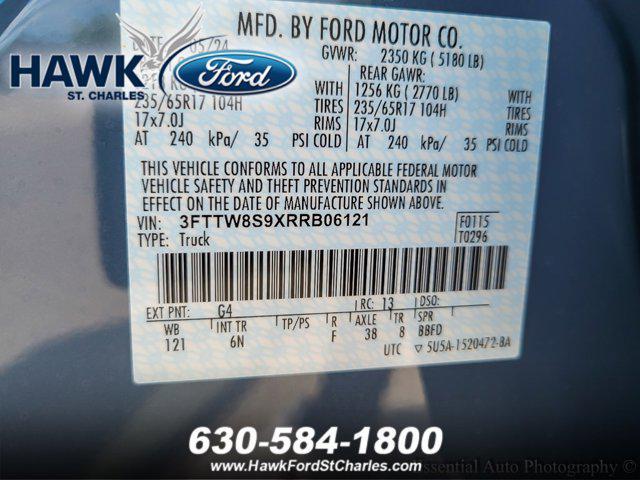 HAWK Ford
ST. CHARLES
MFD. BY FORD MOTOR CO.
05/24
GVWR: 2350 KG ( 5180 LB)
REAR GAWR:
WITH 1256 KG ( 2770 LB) WITH
235/65R17 104H TIRES 235/65R17 104H TIRES
17x7.0J RIMS 17x7.0J RIMS
AT 240 kPa/ 35 PSI COLD AT 240 kPa/ 35 PSI COLD
THIS VEHICLE CONFORMS TO ALL APPLICABLE FEDERAL MOTOR
VEHICLE SAFETY AND THEFT PREVENTION STANDARDS IN
EFFECT ON THE DATE OF MANUFACTURE SHOWN ABOVE.
VIN: 3FTTW8S9XRRB06121 F0115
TYPE: Truck T0296
EXT PNT: G4 RC: 13 DSO:
WB INT TR TP/PS R AXLE TR SPR
121 6N F 38 8 BBFD
UTC ▽ 5U5A-1520472-BA
630-584-1800
www.HawkFordStCharles.com
Essential Auto Photography ©